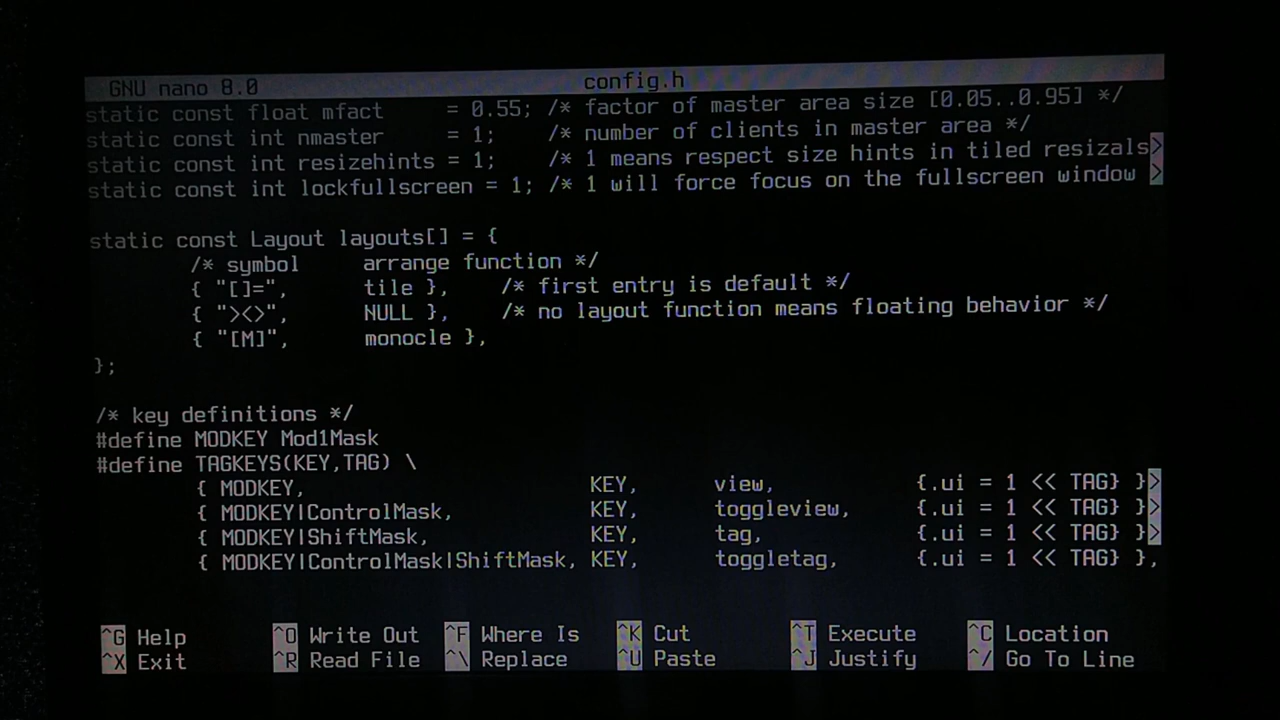 GNU nano 8.0 config.h
static const float mfact     = 0.55; /* factor of master area size [0.05..0.95] */
static const int nmaster     = 1;    /* number of clients in master area */
static const int resizehints = 1;    /* 1 means respect size hints in tiled resizals>
static const int lockfullscreen = 1; /* 1 will force focus on the fullscreen window >
static const Layout layouts[] = {
        /* symbol     arrange function */
        { "[]=",      tile },    /* first entry is default */
        { "><>",      NULL },    /* no layout function means floating behavior */
        { "[M]",      monocle },
};
/* key definitions */
#define MODKEY Mod1Mask
#define TAGKEYS(KEY,TAG) \
        { MODKEY,                       KEY,      view,           {.ui = 1 << TAG} }>
        { MODKEY|ControlMask,           KEY,      toggleview,     {.ui = 1 << TAG} }>
        { MODKEY|ShiftMask,             KEY,      tag,            {.ui = 1 << TAG} }>
        { MODKEY|ControlMask|ShiftMask, KEY,      toggletag,      {.ui = 1 << TAG} },
^G Help ^O Write Out ^F Where Is ^K Cut ^T Execute ^C Location
^X Exit ^R Read File ^\ Replace ^U Paste ^J Justify ^/ Go To Line